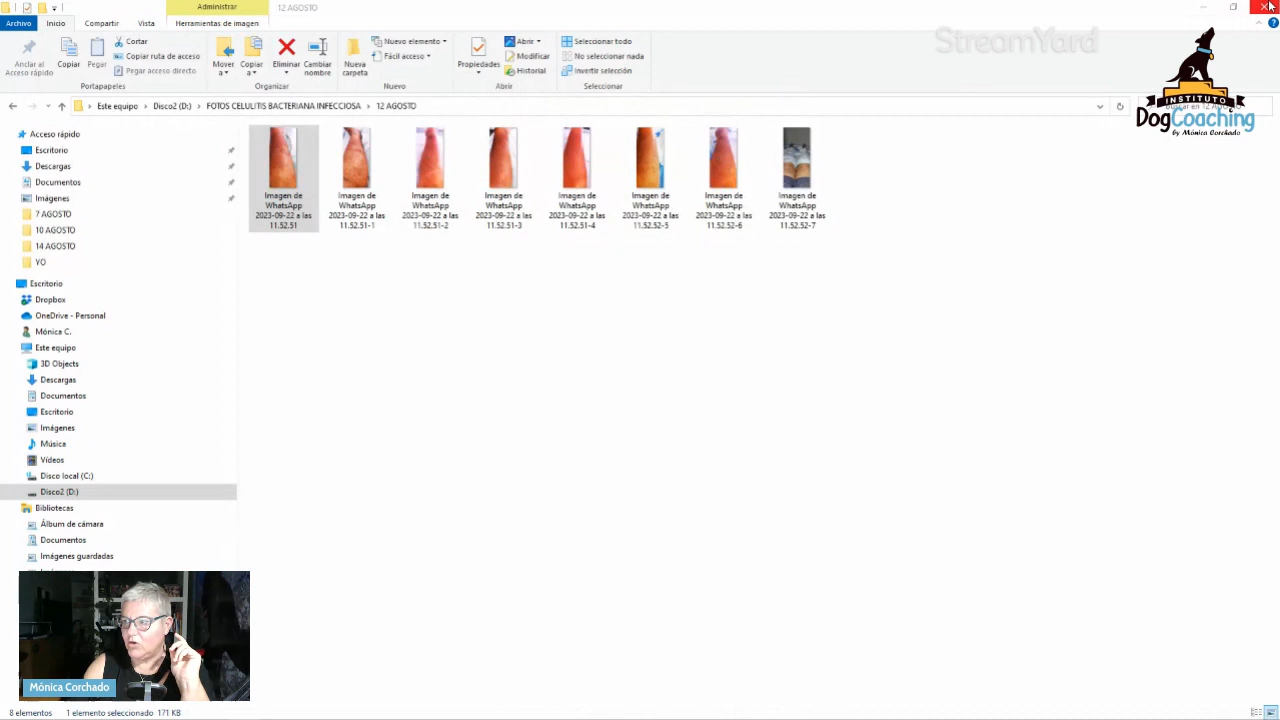 Administrar
12 AGOSTO
Archivo
Inicio
Compartir
Vista
Herramientas de imagen
Anclar al
Acceso rápido
Copiar
Pegar
Cortar
Copiar ruta de acceso
Pegar acceso directo
Portapapeles
Mover
a
Copiar
a
Eliminar
Cambiar
nombre
Organizar
Nueva
carpeta
Nuevo elemento
Fácil acceso
Nuevo
Propiedades
Abrir
Modificar
Historial
Abrir
Seleccionar todo
No seleccionar nada
Invertir selección
Seleccionar
StreamYard
INSTITUTO
DogCoaching
by Mónica Corchado
Este equipo > Disco2 (D:) > FOTOS CELULITIS BACTERIANA INFECCIOSA > 12 AGOSTO
Buscar en 12 AG
Acceso rápido
Escritorio
Descargas
Documentos
Imágenes
7 AGOSTO
10 AGOSTO
14 AGOSTO
YO
Escritorio
Dropbox
OneDrive - Personal
Mónica C.
Este equipo
3D Objects
Descargas
Documentos
Escritorio
Imágenes
Música
Vídeos
Disco local (C:)
Disco2 (D:)
Bibliotecas
Álbum de cámara
Documentos
Imágenes guardadas
Imagen de
WhatsApp
2023-09-22 a las
11.52.51
Imagen de
WhatsApp
2023-09-22 a las
11.52.51-1
Imagen de
WhatsApp
2023-09-22 a las
11.52.51-2
Imagen de
WhatsApp
2023-09-22 a las
11.52.51-3
Imagen de
WhatsApp
2023-09-22 a las
11.52.51-4
Imagen de
WhatsApp
2023-09-22 a las
11.52.52-5
Imagen de
WhatsApp
2023-09-22 a las
11.52.52-6
Imagen de
WhatsApp
2023-09-22 a las
11.52.52-7
Mónica Corchado
8 elementos
1 elemento seleccionado 171 KB